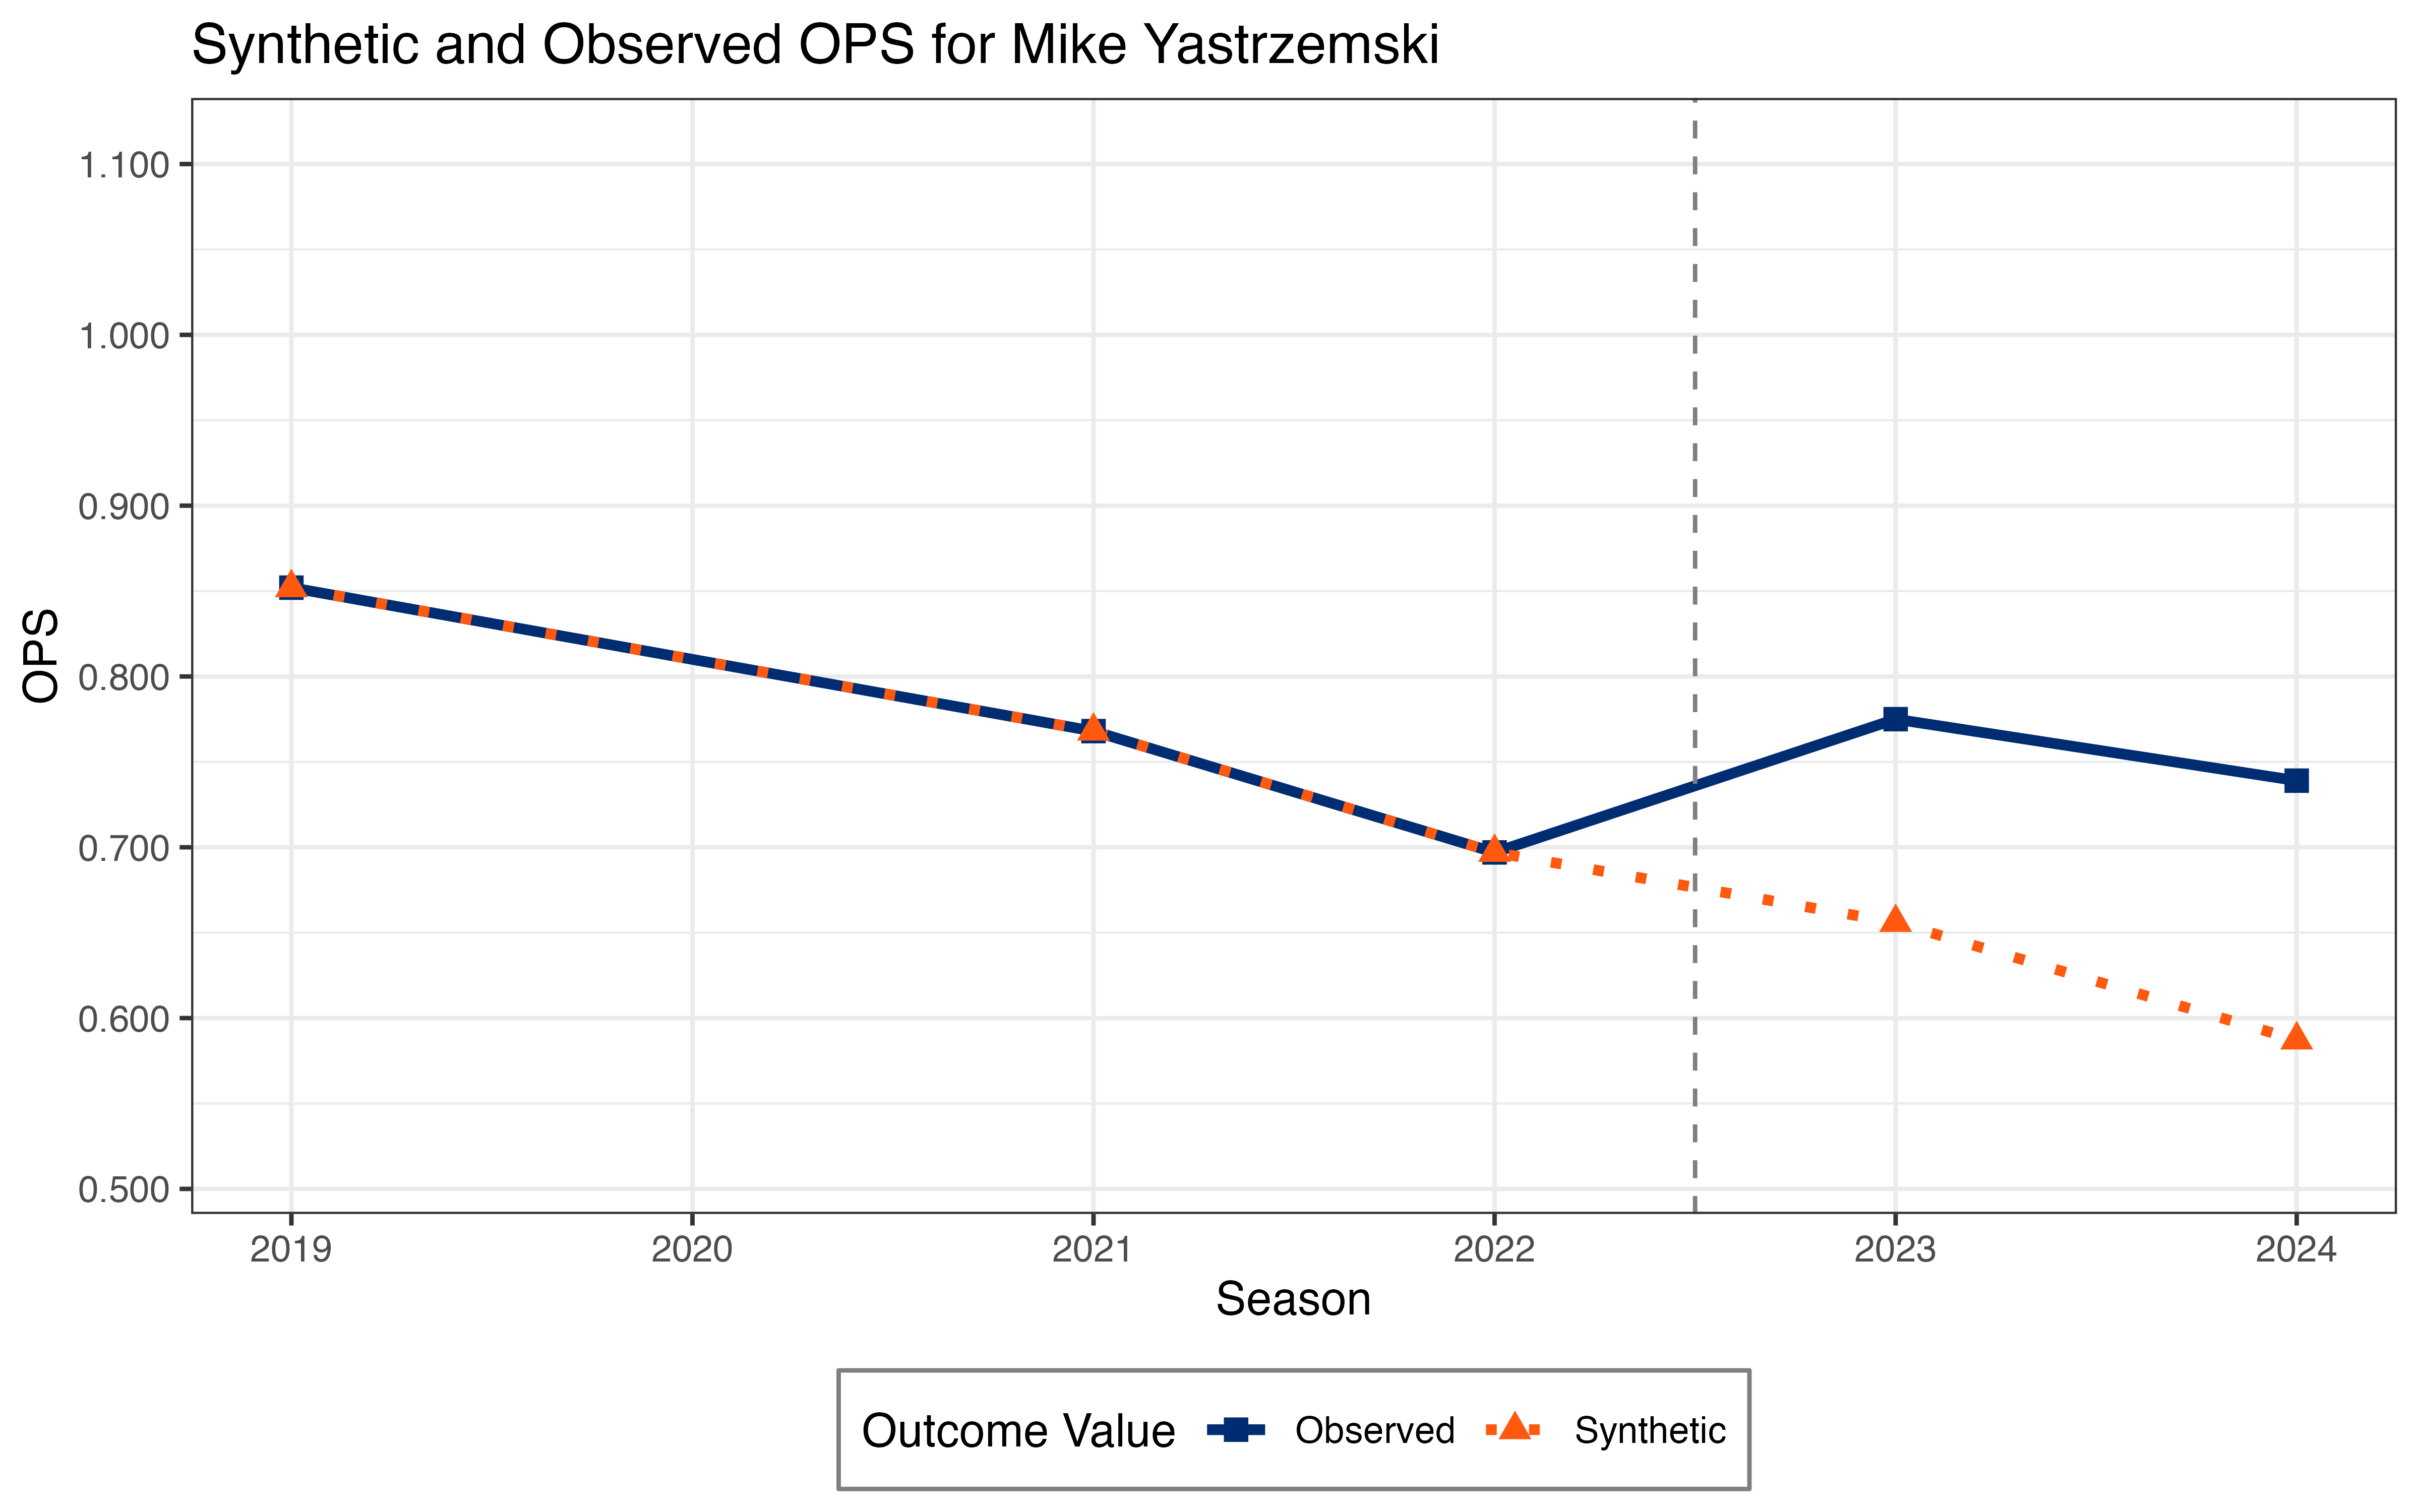 Synthetic and Observed OPS for Mike Yastrzemski
1.100
1.000
0.900
0.800
0.700
0.600
0.500
OPS
2019 2020 2021 2022 2023 2024
Season
Outcome Value Observed Synthetic